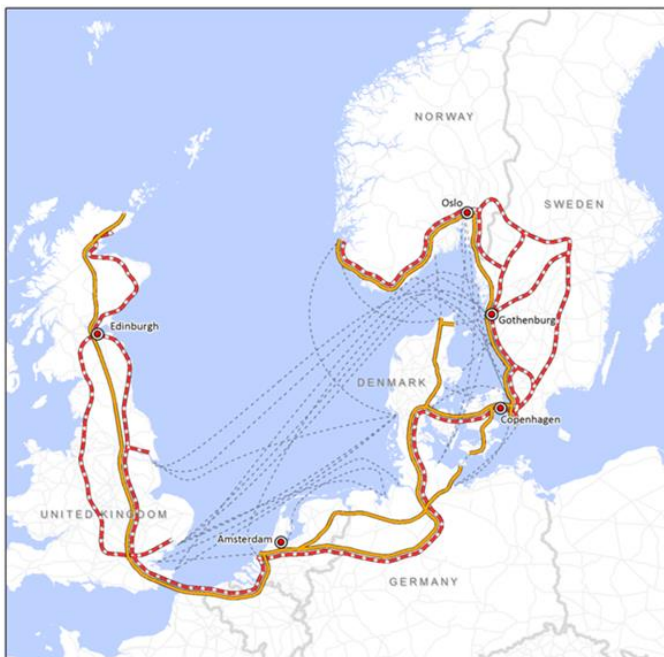 NORWAY
Oslo
SWEDEN
Edinburgh
Gothenburg
DENMARK
Copenhagen
UNITED KINGDOM
Amsterdam
GERMANY